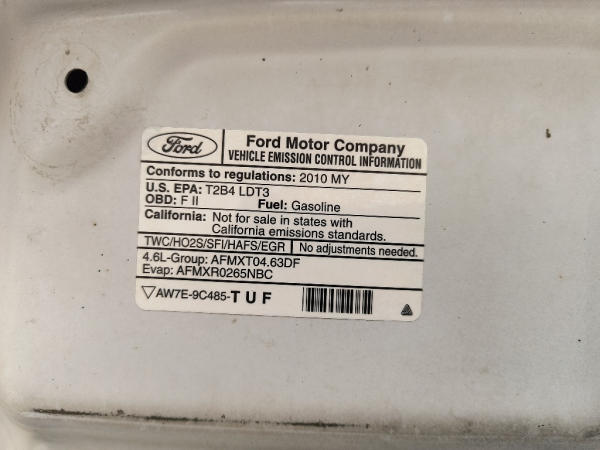 Ford
Ford Motor Company
VEHICLE EMISSION CONTROL INFORMATION
Conforms to regulations: 2010 MY
U.S. EPA: T2B4 LDT3
OBD: F II Fuel: Gasoline
California: Not for sale in states with
California emissions standards.
TWC/HO2S/SFI/HAFS/EGR No adjustments needed.
4.6L-Group: AFMXT04.63DF
Evap: AFMXR0265NBC
▽AW7E-9C485-T U F